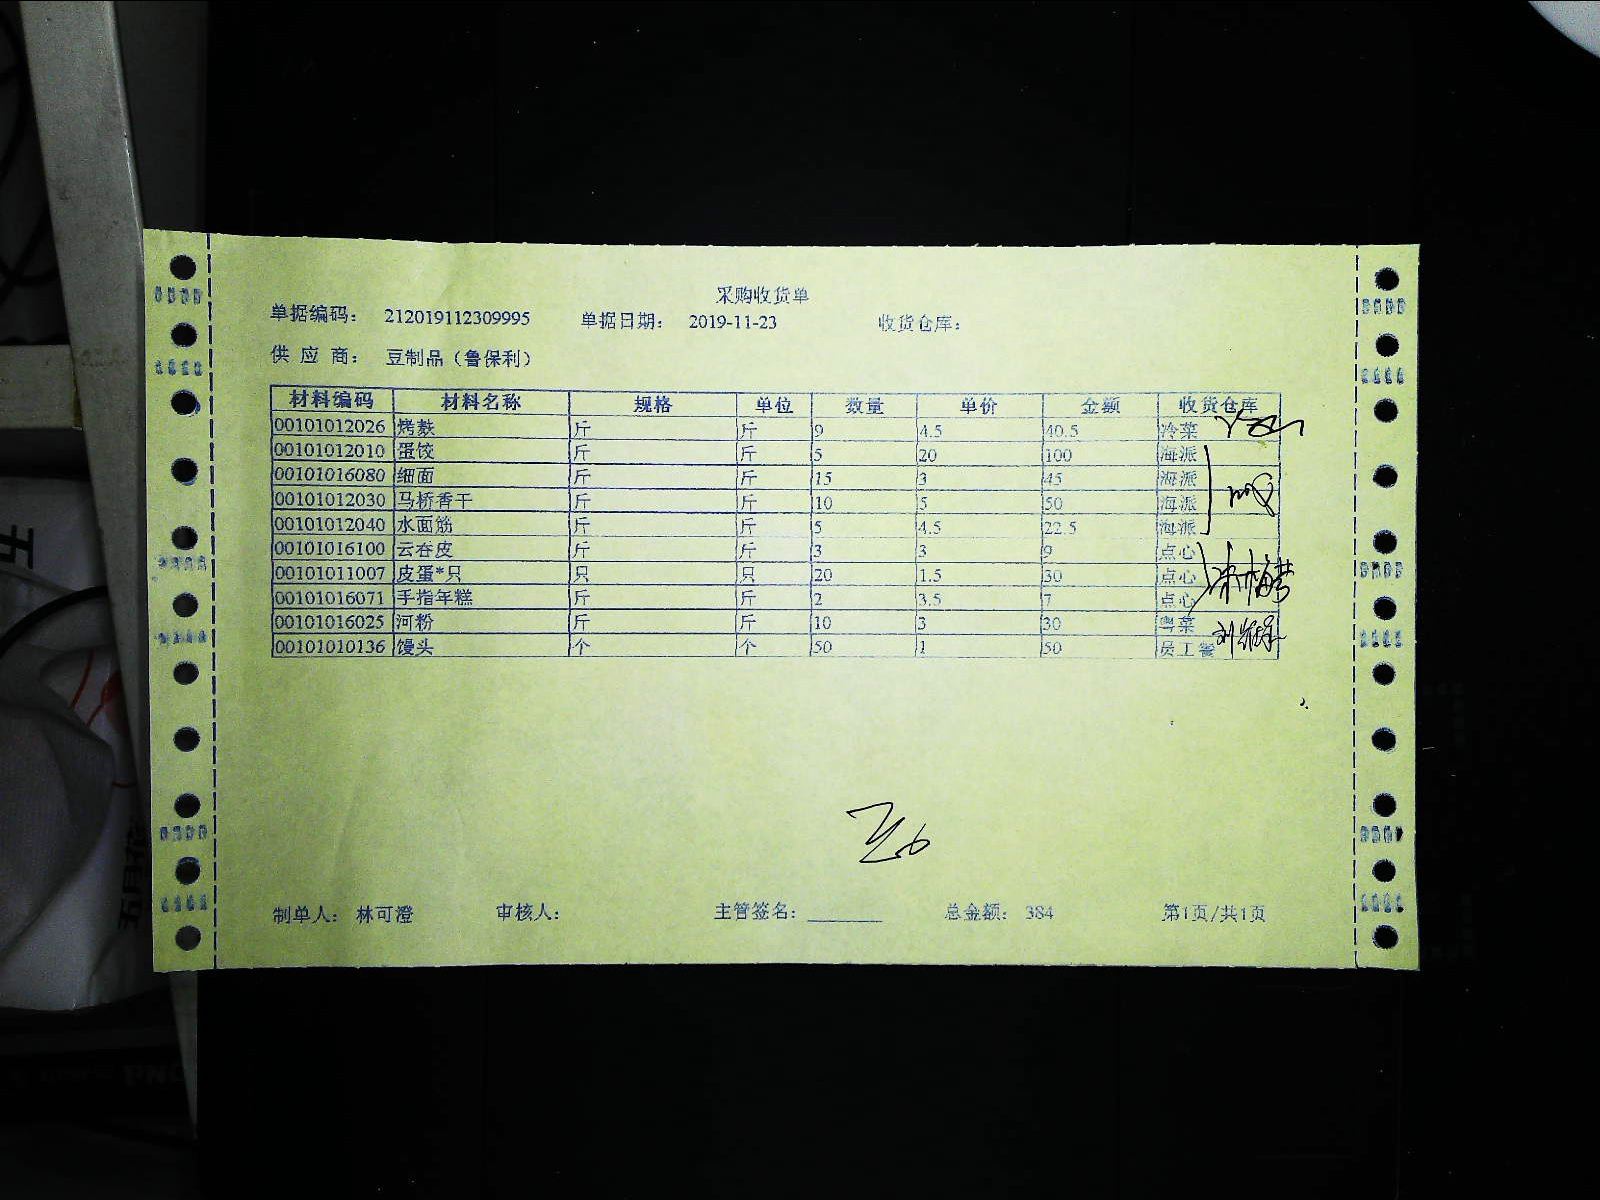 采购收货单
单据编码： 212019112309995 单据日期： 2019-11-23 收货仓库：
供 应 商： 豆制品（鲁保利）
材料编码 材料名称 规格 单位 数量 单价 金额 收货仓库
00101012026 烤麸 斤 斤 9 4.5 40.5 冷菜
00101012010 蛋饺 斤 斤 5 20 100 海派
00101016080 细面 斤 斤 15 3 45 海派
00101012030 马桥香干 斤 斤 10 5 50 海派
00101012040 水面筋 斤 斤 5 4.5 22.5 海派
00101016100 云吞皮 斤 斤 3 3 9 点心
00101011007 皮蛋*只 只 只 20 1.5 30 点心
00101016071 手指年糕 斤 斤 2 3.5 7 点心
00101016025 河粉 斤 斤 10 3 30 粤菜
00101010136 馒头 个 个 50 1 50 员工餐
制单人： 林可澄 审核人： 主管签名： 总金额： 384 第1页/共1页